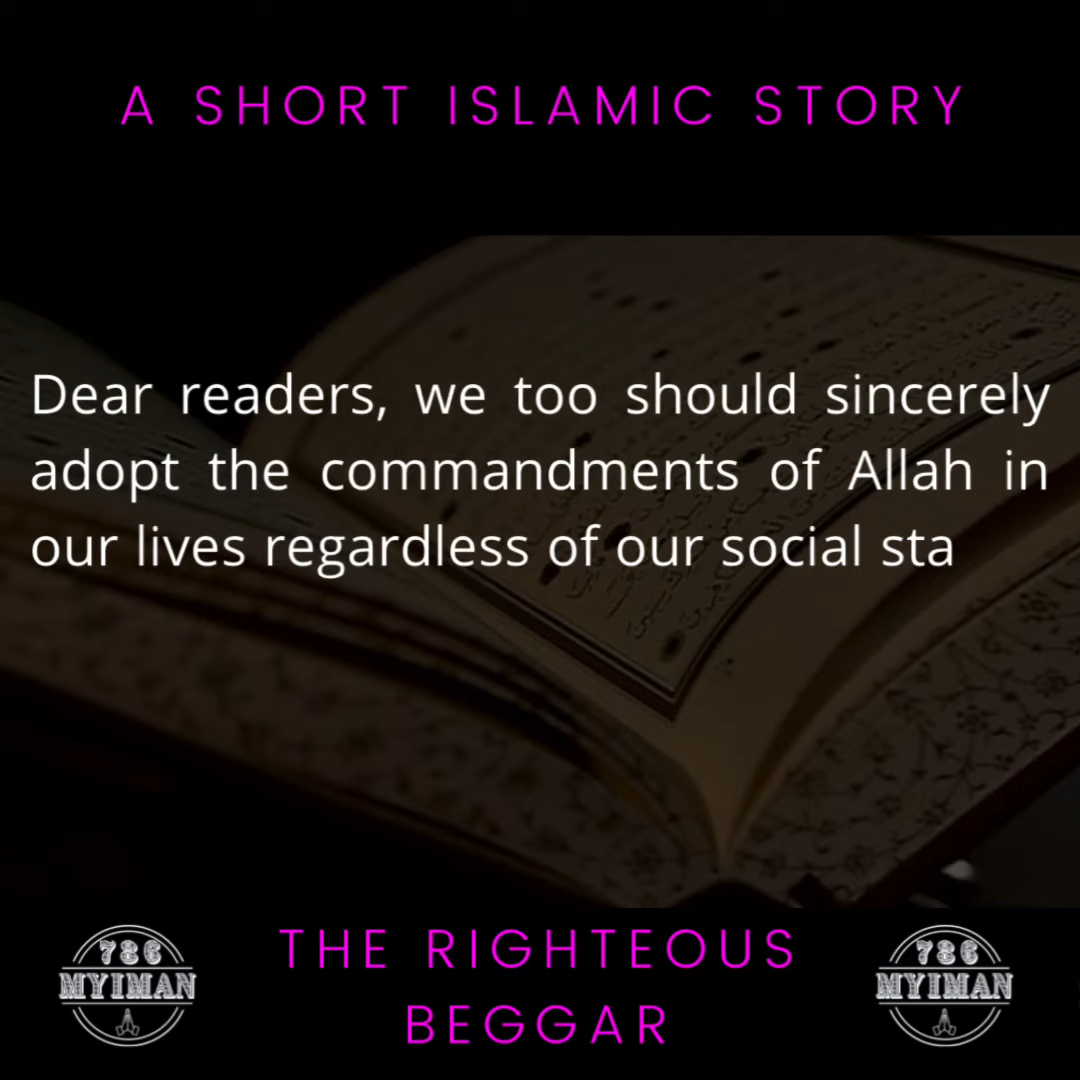 A SHORT ISLAMIC STORY
Dear readers, we too should sincerely
adopt the commandments of Allah in
our lives regardless of our social sta
THE RIGHTEOUS
BEGGAR
786
MYIMAN
786
MYIMAN